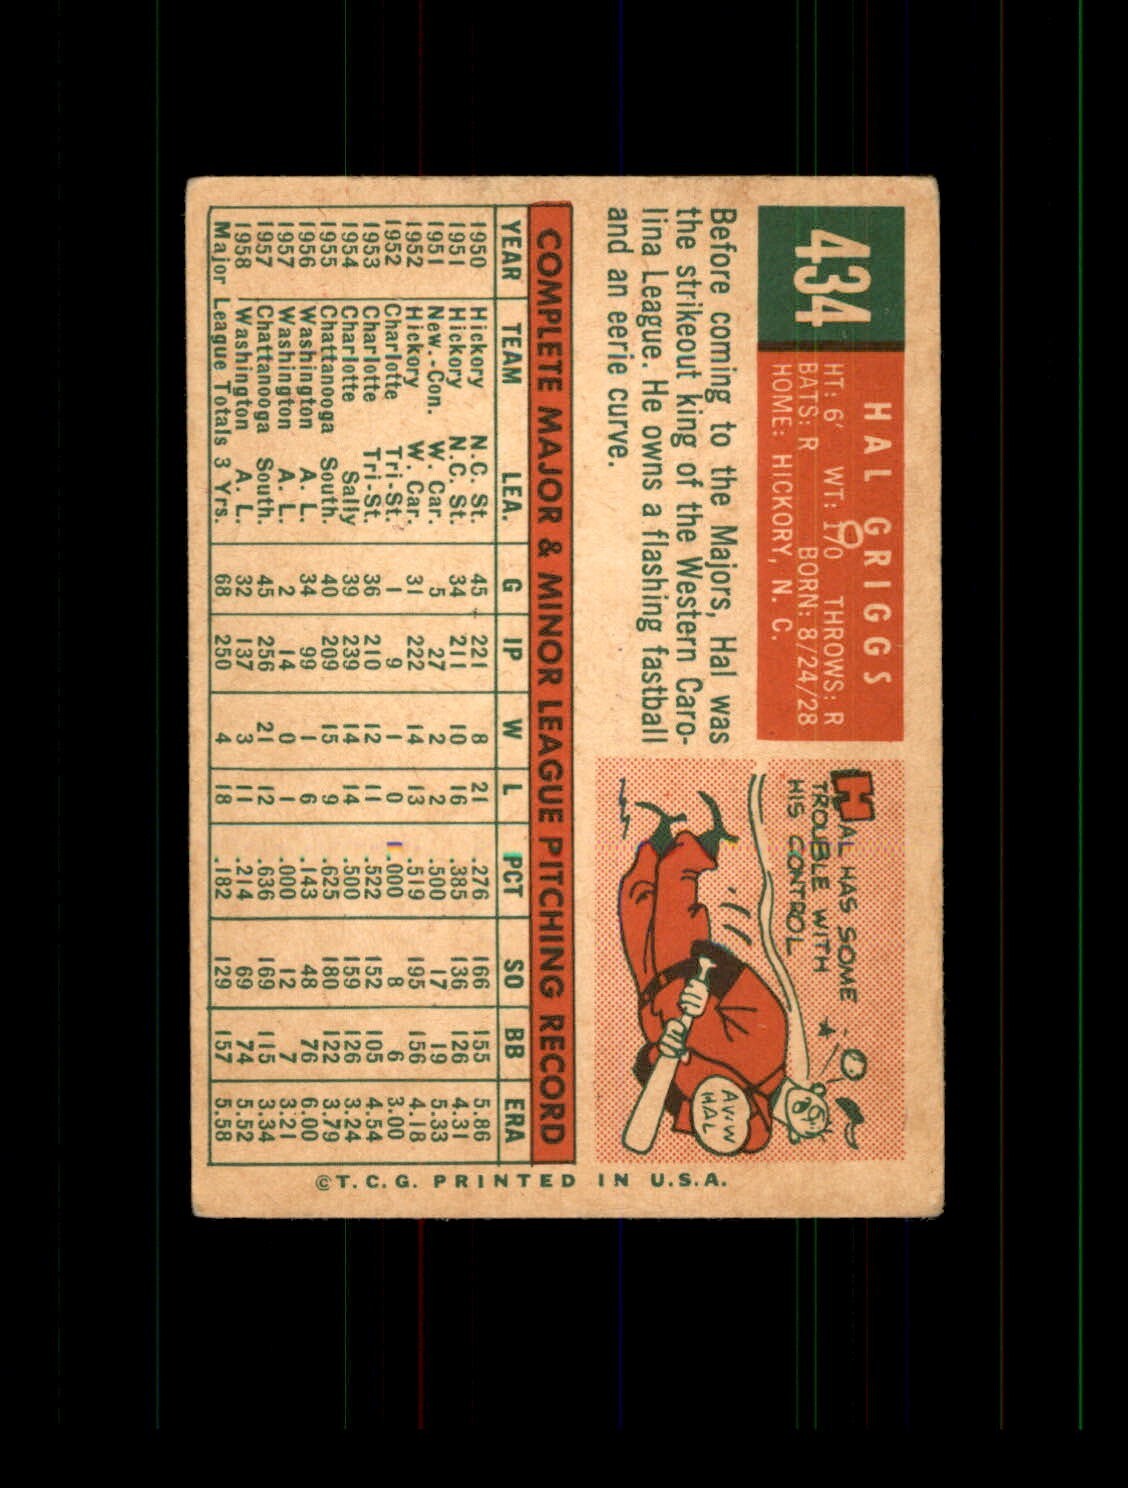 434
HAL GRIGGS
HT: 6' WT: 170 THROWS: R
BATS: R BORN: 8/24/28
HOME: HICKORY, N. C.
Before coming to the Majors, Hal was
the strikeout king of the Western Caro-
lina League. He owns a flashing fastball
and an eerie curve.
HAL HAS SOME
TROUBLE WITH
HIS CONTROL
AWW
HAL
COMPLETE MAJOR & MINOR LEAGUE PITCHING RECORD
YEAR TEAM LEA. G IP W L PCT SO BB ERA
1950 Hickory N.C. St. 45 221 8 21 .276 166 155 5.86
1951 Hickory N.C. St. 34 211 10 16 .385 136 126 4.31
1951 New.-Con. W. Car. 5 27 2 2 .500 17 19 5.33
1952 Hickory W. Car. 31 222 14 13 .519 195 156 4.18
1952 Charlotte Tri-St. 1 9 1 0 1.000 8 6 3.00
1953 Charlotte Tri-St. 36 210 12 11 .522 152 105 4.54
1954 Charlotte Sally 39 239 14 14 .500 159 126 3.24
1955 Chattanooga South. 40 209 15 9 .625 180 122 3.79
1956 Washington A. L. 34 99 1 6 .143 48 76 6.00
1957 Washington A. L. 2 14 0 1 .000 12 7 3.21
1957 Chattanooga South. 45 256 21 12 .636 169 115 3.34
1958 Washington A. L. 32 137 3 11 .214 69 74 5.52
Major League Totals 3 Yrs. 68 250 4 18 .182 129 157 5.58
©T. C. G. PRINTED IN U.S.A.